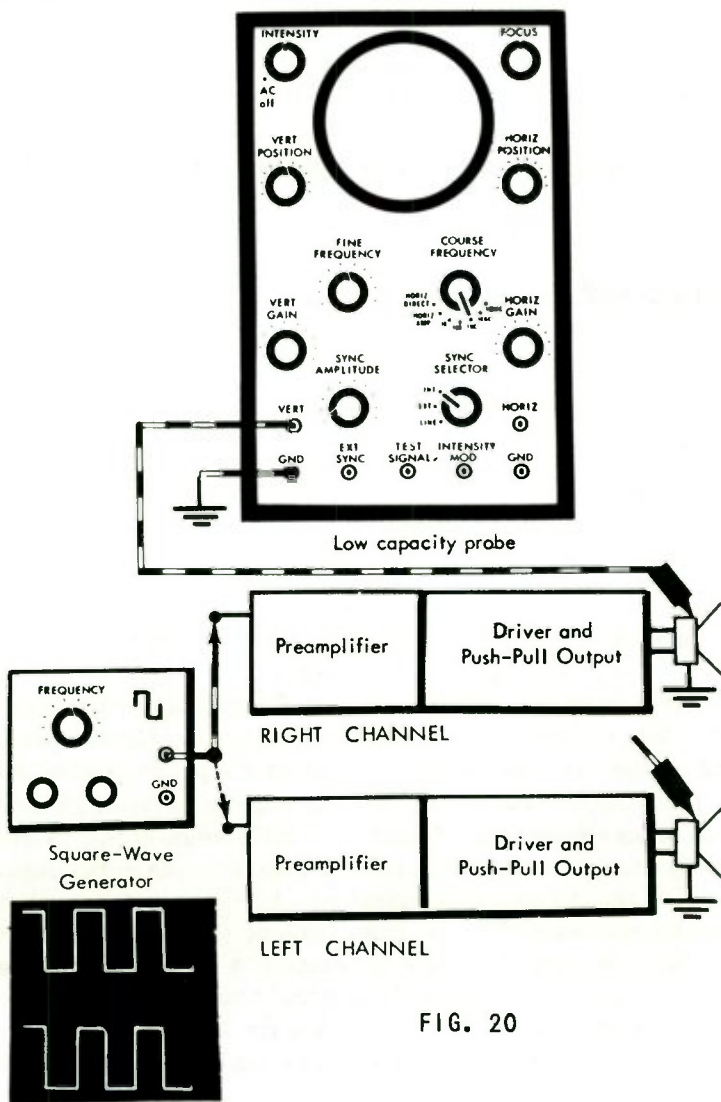 INTENSITY
FOCUS
AC
off
VERT
POSITION
HORIZ
POSITION
FINE
FREQUENCY
COURSE
FREQUENCY
HORIZ
DIRECT
HORIZ
AMP
VERT
GAIN
HORIZ
GAIN
SYNC
AMPLITUDE
SYNC
SELECTOR
INT
EXT
LINE
VERT
HORIZ
GND
EXT
SYNC
TEST
SIGNAL
INTENSITY
MOD
GND
Low capacity probe
Preamplifier
Driver and
Push-Pull Output
RIGHT CHANNEL
FREQUENCY
GND
Square-Wave
Generator
Preamplifier
Driver and
Push-Pull Output
LEFT CHANNEL
FIG. 20